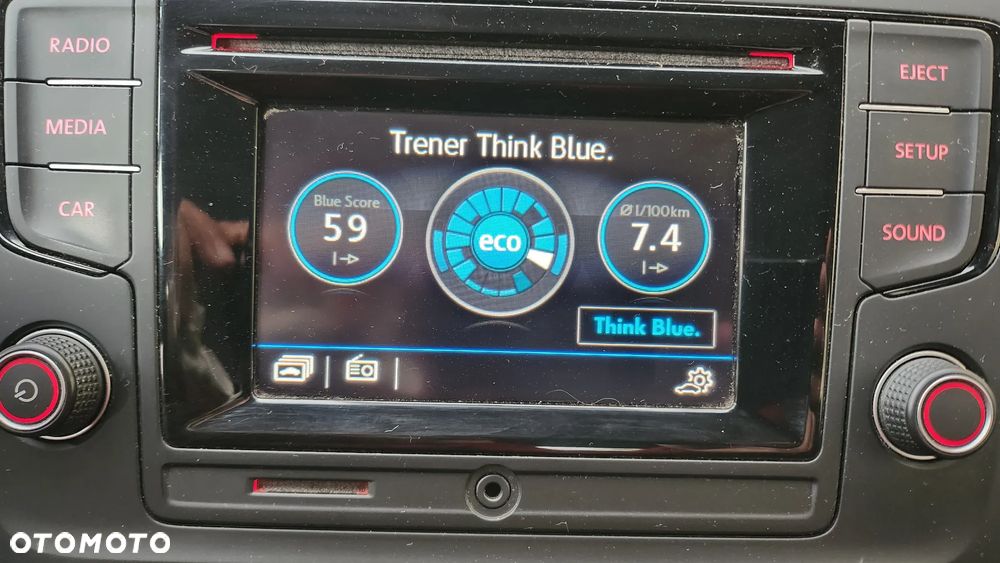 RADIO
MEDIA
CAR
EJECT
SETUP
SOUND
Trener Think Blue.
Blue Score
59
eco
Ø l/100km
7.4
Think Blue.
OTOMOTO